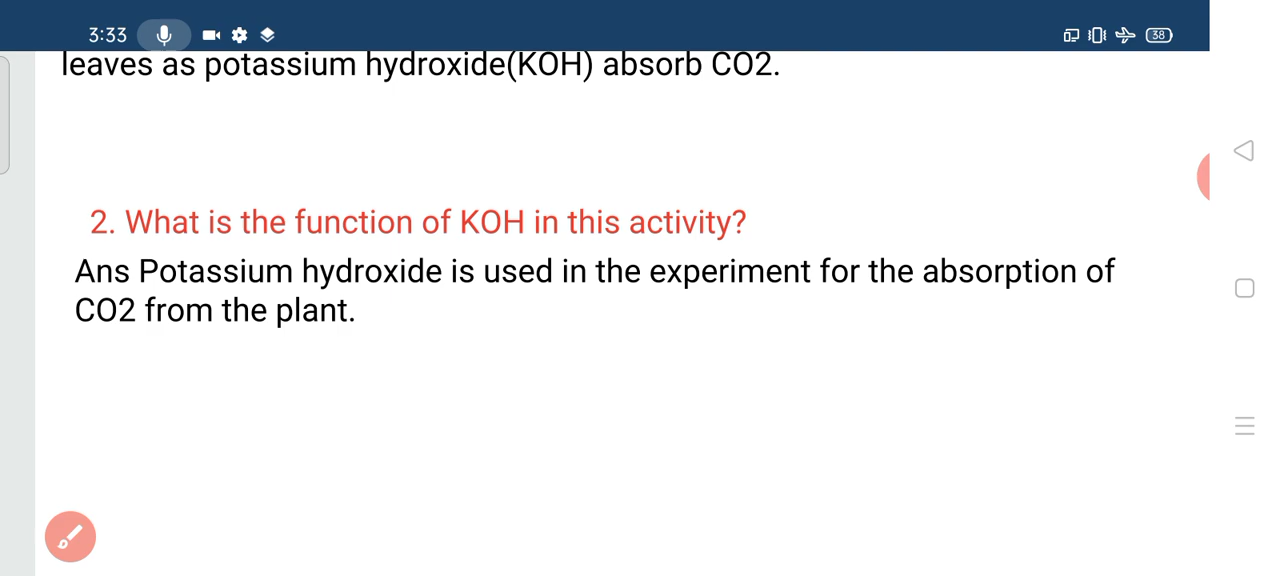 3:33
38
leaves as potassium hydroxide(KOH) absorb CO2.
2. What is the function of KOH in this activity?
Ans Potassium hydroxide is used in the experiment for the absorption of
CO2 from the plant.